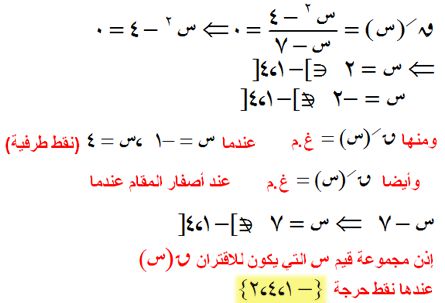 ق/(س) = (س٢ − ٤)/(س − ٧) = ٠ ⇐ س٢ − ٤ = ٠
⇐ س = ٢ ∋ ]−١،٤[
س = −٢ ∌ ]−١،٤[
ومنها ق/(س) = غ.م عندما س = −١ ،س = ٤ (نقط طرفية)
وأيضا ق/(س) = غ.م عند أصفار المقام عندما
س − ٧ ⇐ س = ٧ ∌ ]−١،٤[
إذن مجموعة قيم س التي يكون للاقتران ق(س)
عندها نقط حرجة {−٢،٤،١}